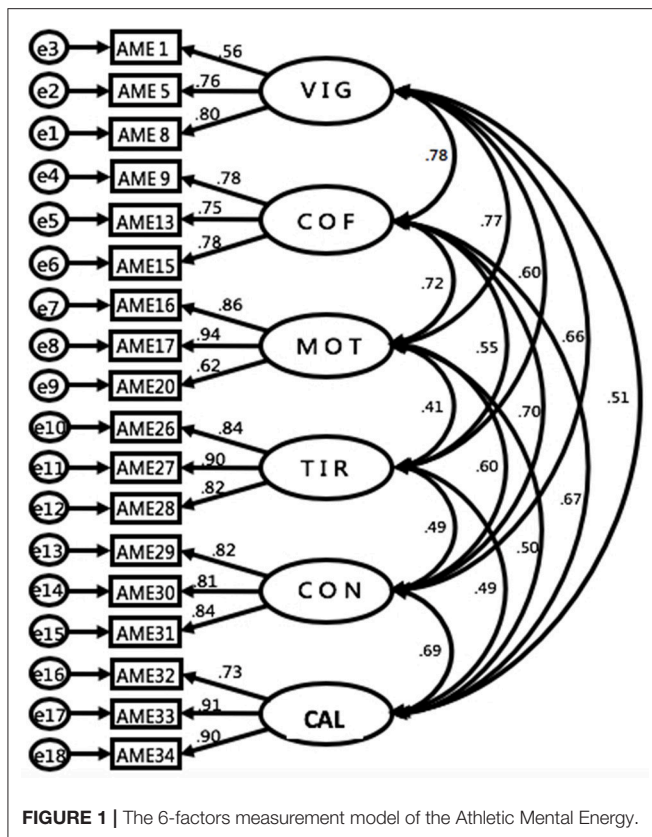 e3 AME 1 .56
e2 AME 5 .76 VIG
e1 AME 8 .80
.78
e4 AME 9 .78
e5 AME13 .75 COF .77
e6 AME15 .78
.60
.72
e7 AME16 .86
e8 AME17 .94 MOT .55 .66
e9 AME20 .62
.51
.41 .70
e10 AME26 .84
e11 AME27 .90 TIR .60
e12 AME28 .82
.67
.49 .50
e13 AME29 .82
e14 AME30 .81 CON .49
e15 AME31 .84
.69
e16 AME32 .73
e17 AME33 .91 CAL
e18 AME34 .90
FIGURE 1 | The 6-factors measurement model of the Athletic Mental Energy.